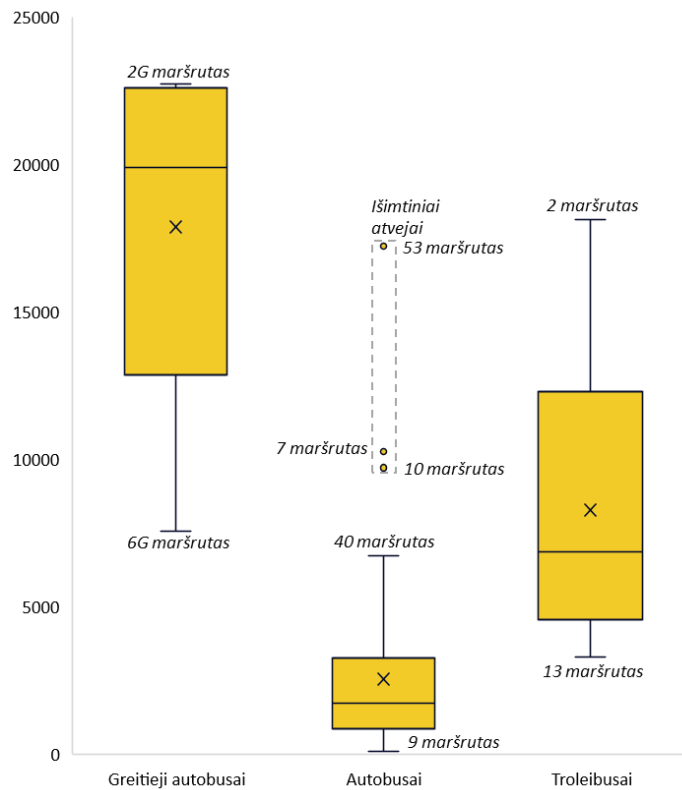 25000
2G maršrutas
20000
Išimtiniai
atvejai
2 maršrutas
53 maršrutas
15000
7 maršrutas
10000
10 maršrutas
6G maršrutas
40 maršrutas
5000
13 maršrutas
9 maršrutas
0
Greitieji autobusai
Autobusai
Troleibusai